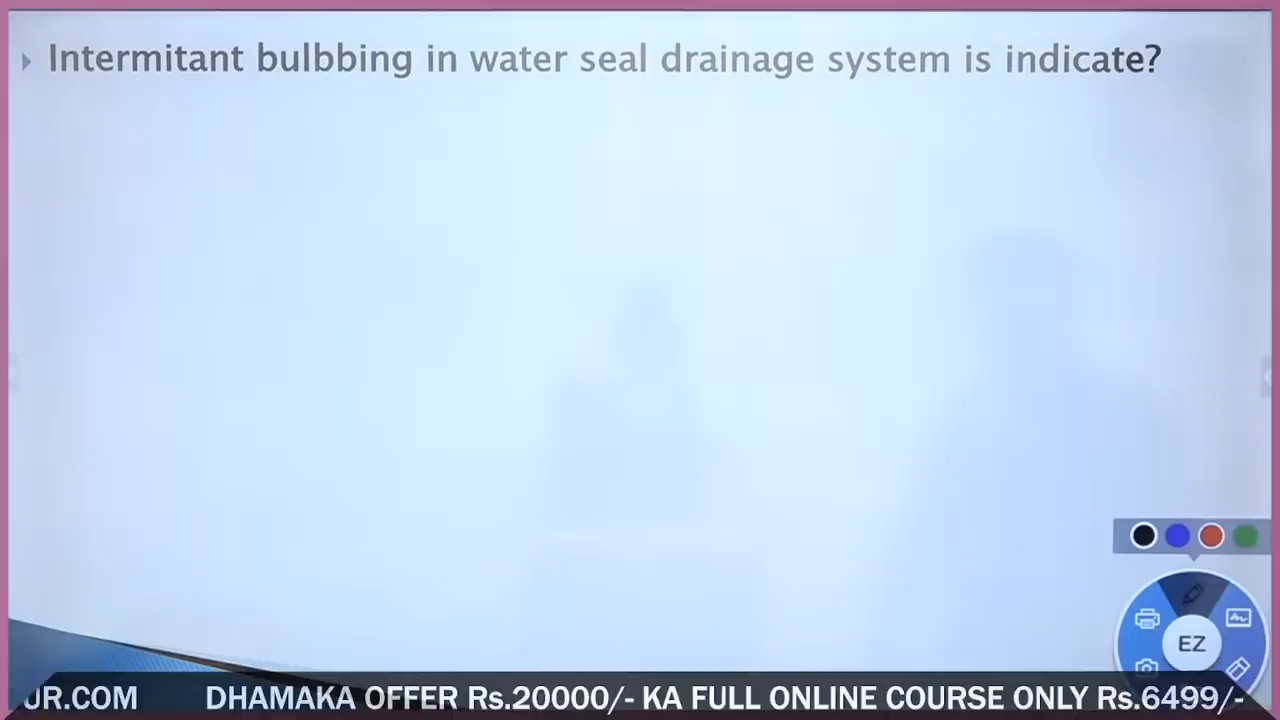 Intermitant bulbbing in water seal drainage system is indicate?
EZ
UR.COM DHAMAKA OFFER Rs.20000/- KA FULL ONLINE COURSE ONLY Rs.6499/-